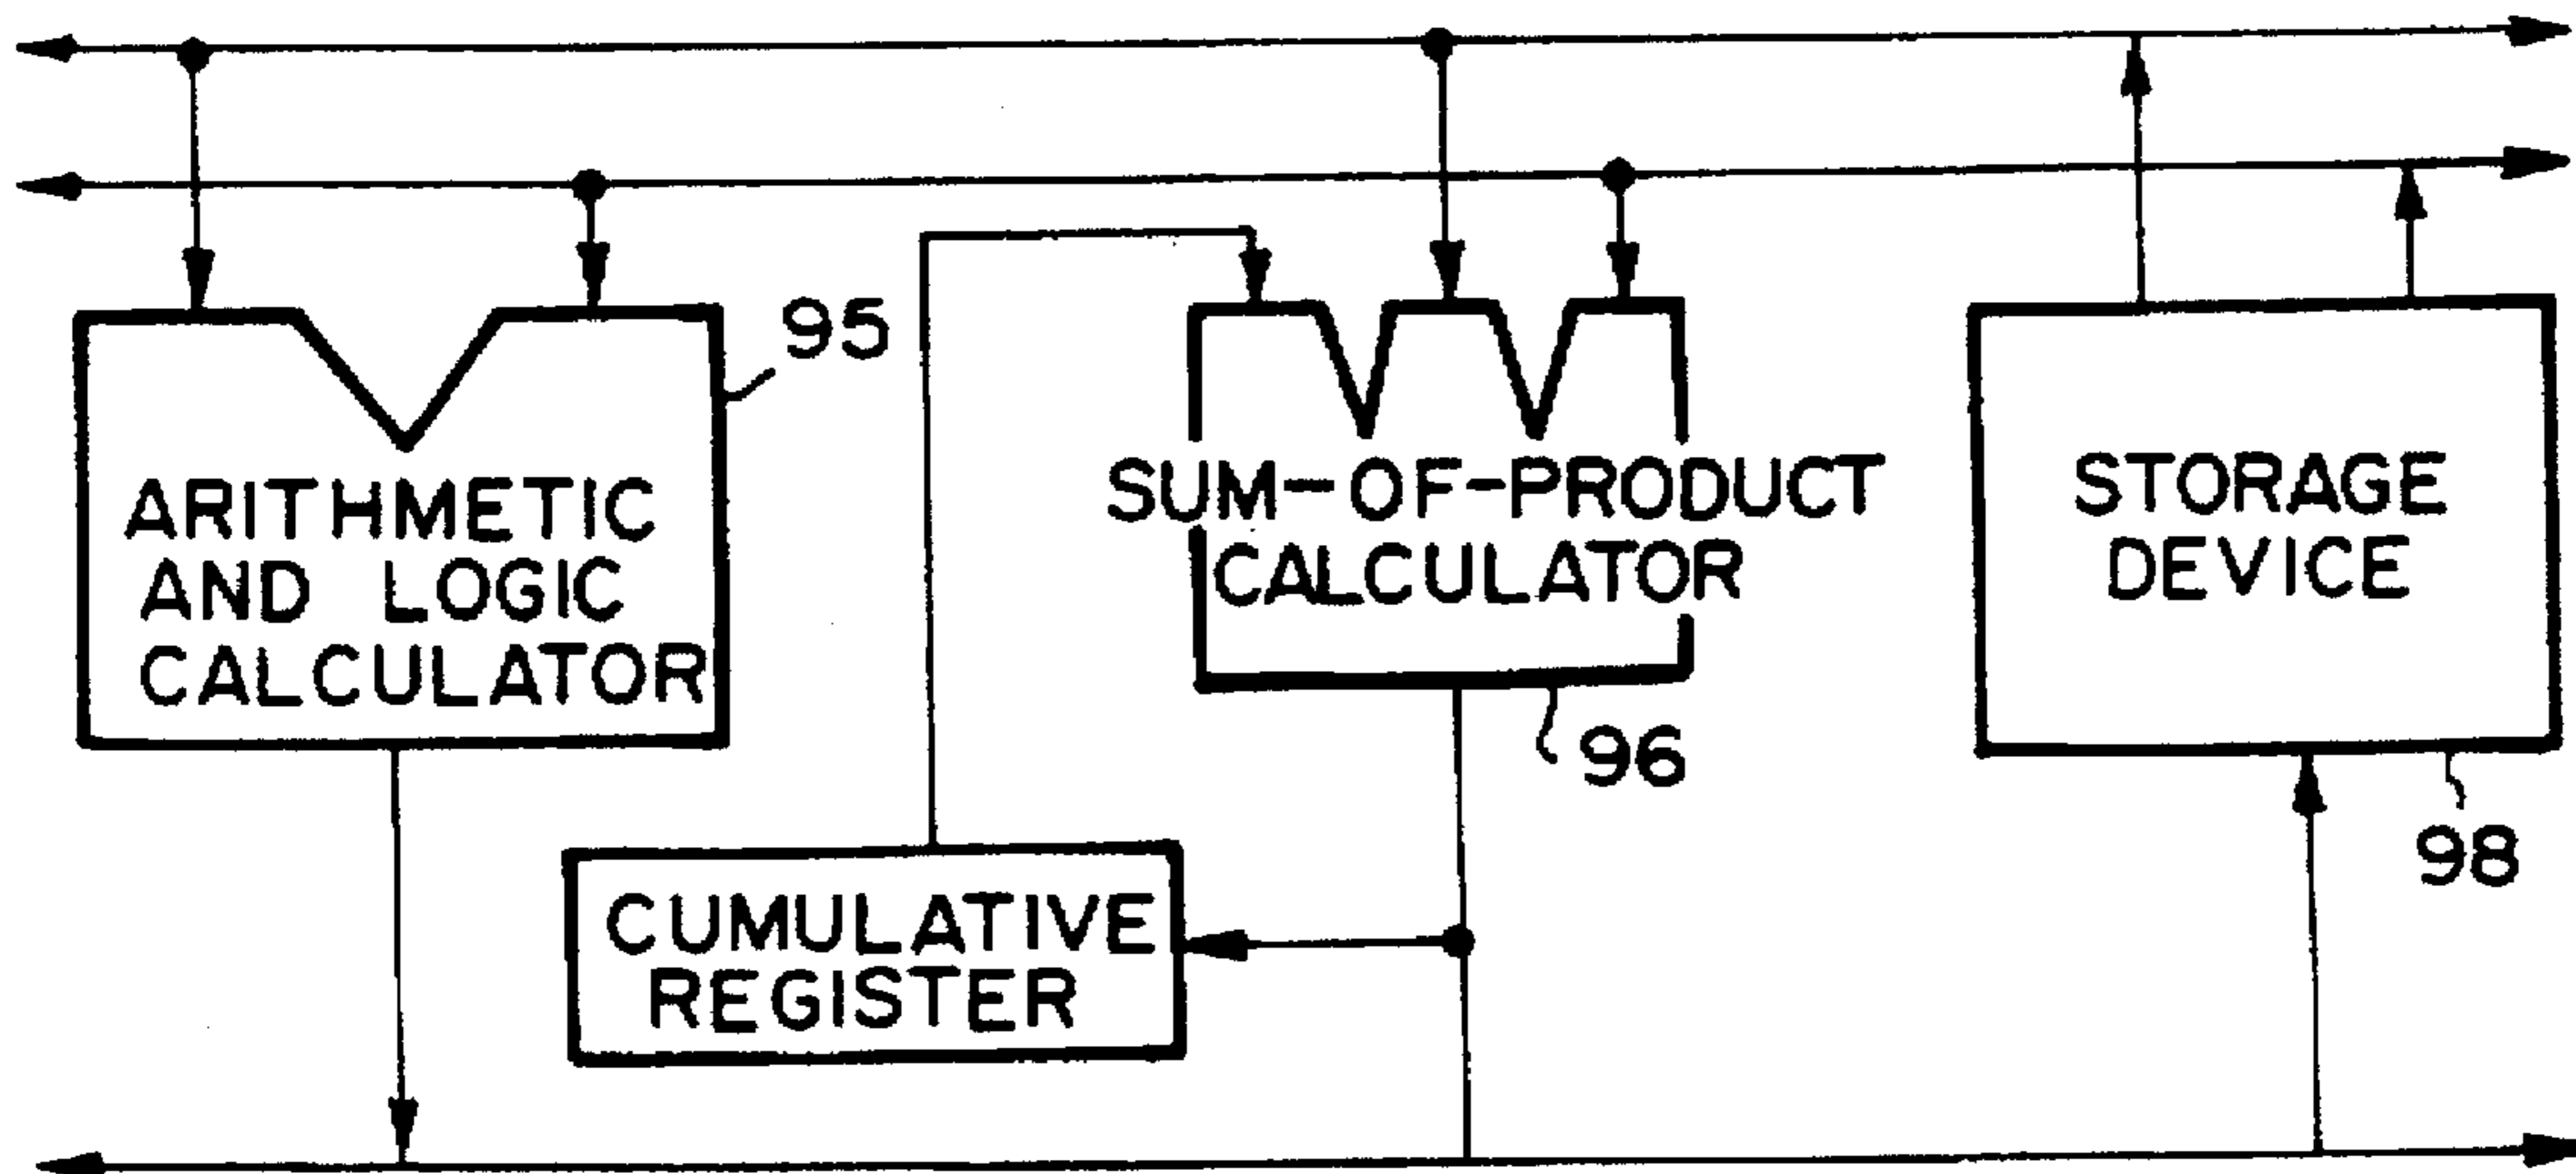 95
ARITHMETIC
AND LOGIC
CALCULATOR
SUM-OF-PRODUCT
CALCULATOR
96
STORAGE
DEVICE
98
CUMULATIVE
REGISTER